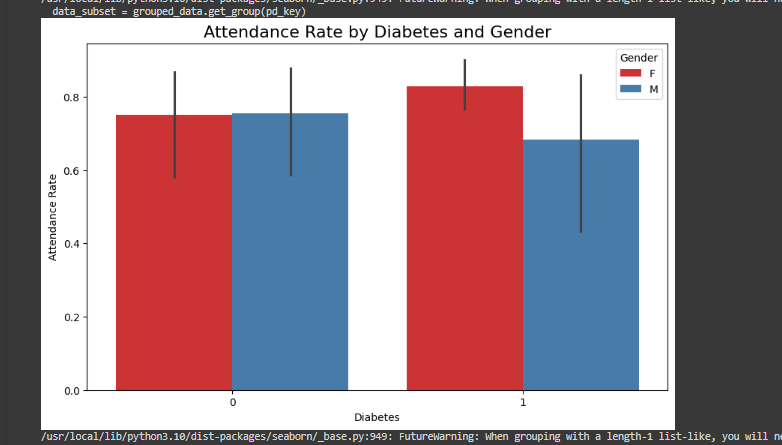 /usr/local/lib/python3.10/dist-packages/seaborn/_base.py:949: FutureWarning: When grouping with a length-1 list-like, you will n
data_subset = grouped_data.get_group(pd_key)
Attendance Rate by Diabetes and Gender
Gender
F
M
0.8
0.6
0.4
0.2
0.0
Attendance Rate
0
1
Diabetes
/usr/local/lib/python3.10/dist-packages/seaborn/_base.py:949: FutureWarning: When grouping with a length-1 list-like, you will n